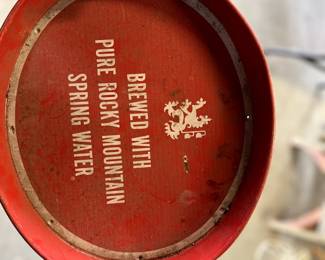 BREWED WITH
PURE ROCKY MOUNTAIN
SPRING WATER